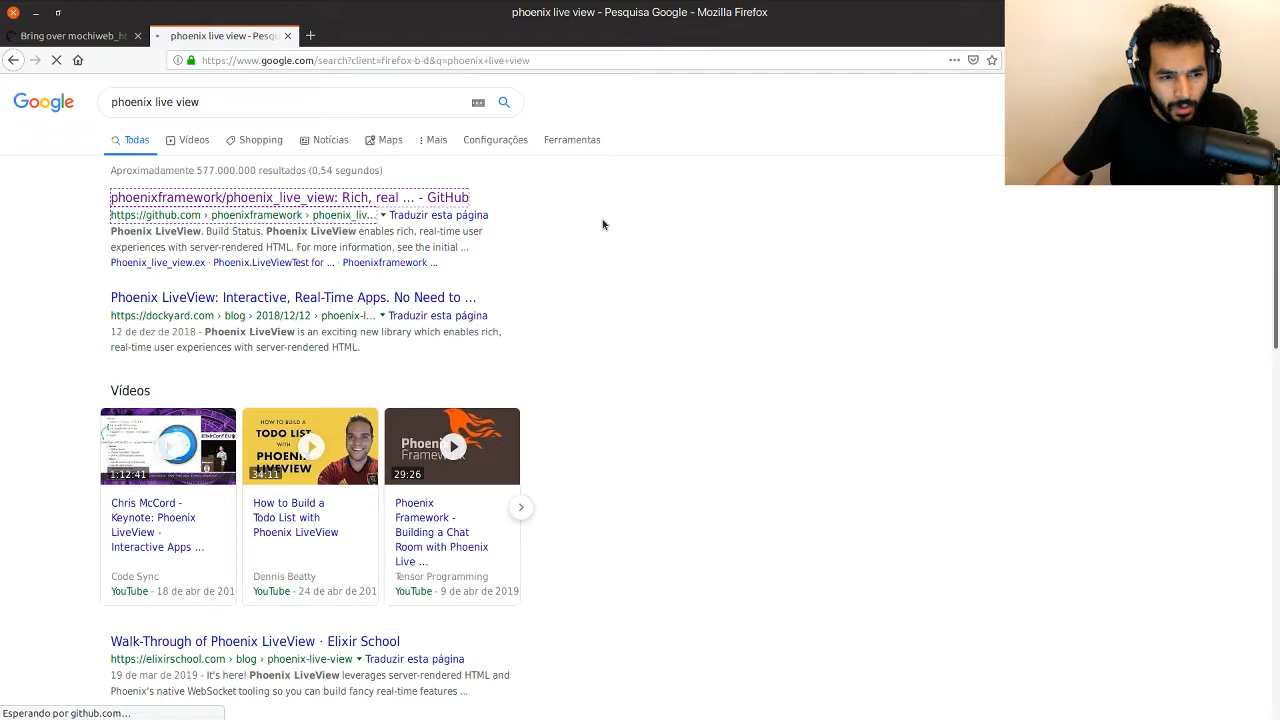 phoenix live view - Pesquisa Google - Mozilla Firefox
Bring over mochiweb_ht
phoenix live view - Pesqu
https://www.google.com/search?client=firefox-b-d&q=phoenix+live+view
Google
phoenix live view
Todas
Vídeos
Shopping
Notícias
Maps
Mais
Configurações
Ferramentas
Aproximadamente 577.000.000 resultados (0,54 segundos)
phoenixframework/phoenix_live_view: Rich, real ... - GitHub
https://github.com › phoenixframework › phoenix_liv... Traduzir esta página
Phoenix LiveView. Build Status. Phoenix LiveView enables rich, real-time user
experiences with server-rendered HTML. For more information, see the initial ...
Phoenix_live_view.ex · Phoenix.LiveViewTest for ... · Phoenixframework ...
Phoenix LiveView: Interactive, Real-Time Apps. No Need to ...
https://dockyard.com › blog › 2018/12/12 › phoenix-l... Traduzir esta página
12 de dez de 2018 - Phoenix LiveView is an exciting new library which enables rich,
real-time user experiences with server-rendered HTML.
Vídeos
1:12:41
HOW TO BUILD A
TODO LIST
WITH
PHOENIX
LIVEVIEW
34:11
Phoenix
Framework
29:26
Chris McCord -
Keynote: Phoenix
LiveView -
Interactive Apps ...
Code Sync
YouTube - 18 de abr de 201
How to Build a
Todo List with
Phoenix LiveView
Dennis Beatty
YouTube - 24 de abr de 201
Phoenix
Framework -
Building a Chat
Room with Phoenix
Live ...
Tensor Programming
YouTube - 9 de abr de 2019
Walk-Through of Phoenix LiveView · Elixir School
https://elixirschool.com › blog › phoenix-live-view Traduzir esta página
19 de mar de 2019 - It's here! Phoenix LiveView leverages server-rendered HTML and
Phoenix's native WebSocket tooling so you can build fancy real-time features ...
Esperando por github.com...